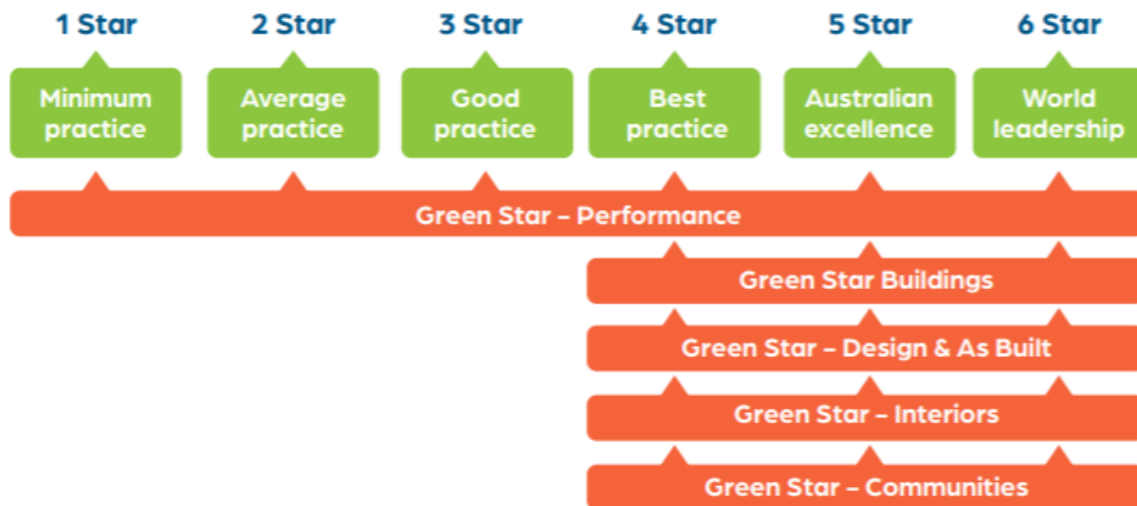 1 Star 2 Star 3 Star 4 Star 5 Star 6 Star
Minimum practice
Average practice
Good practice
Best practice
Australian excellence
World leadership
Green Star – Performance
Green Star Buildings
Green Star – Design & As Built
Green Star – Interiors
Green Star – Communities